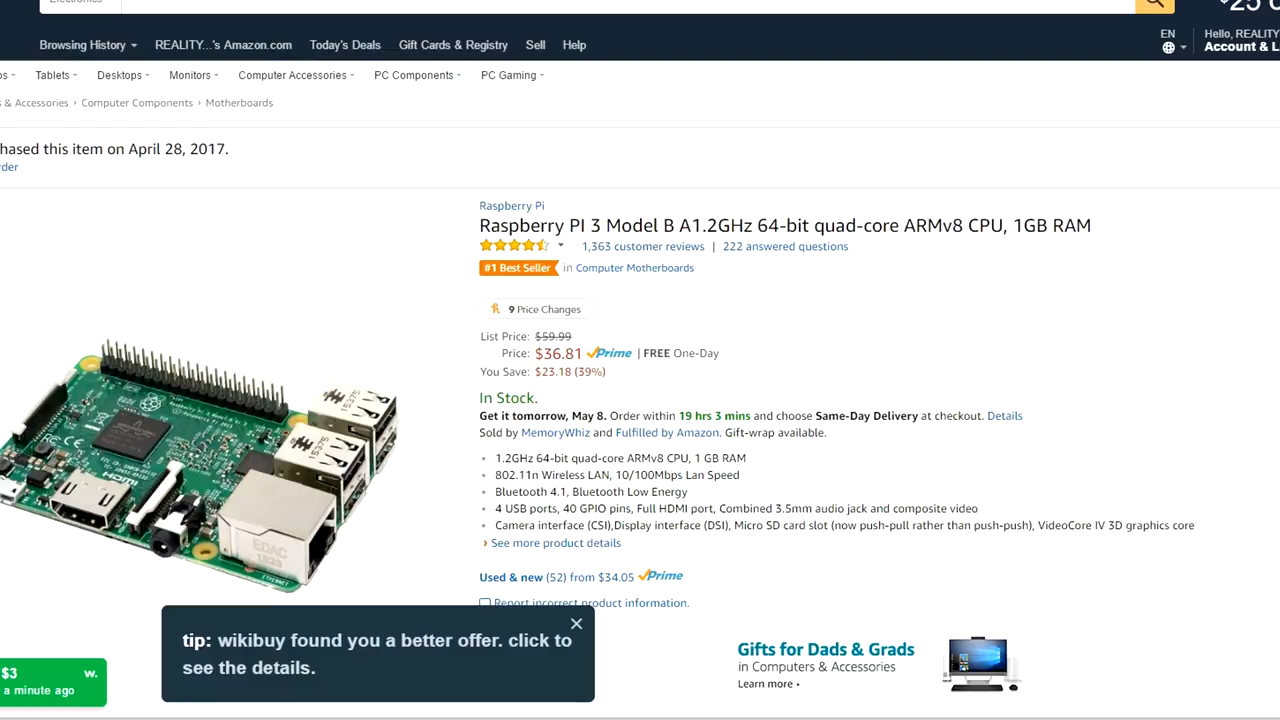 Electronics
$25
Browsing History REALITY...'s Amazon.com Today's Deals Gift Cards & Registry Sell Help
EN
Hello, REALITY
Account & L
Tablets Desktops Monitors Computer Accessories PC Components PC Gaming
& Accessories › Computer Components › Motherboards
hased this item on April 28, 2017.
rder
Raspberry Pi
Raspberry PI 3 Model B A1.2GHz 64-bit quad-core ARMv8 CPU, 1GB RAM
1,363 customer reviews | 222 answered questions
#1 Best Seller in Computer Motherboards
9 Price Changes
List Price: $59.99
Price: $36.81 Prime | FREE One-Day
You Save: $23.18 (39%)
In Stock.
Get it tomorrow, May 8. Order within 19 hrs 3 mins and choose Same-Day Delivery at checkout. Details
Sold by MemoryWhiz and Fulfilled by Amazon. Gift-wrap available.
• 1.2GHz 64-bit quad-core ARMv8 CPU, 1 GB RAM
• 802.11n Wireless LAN, 10/100Mbps Lan Speed
• Bluetooth 4.1, Bluetooth Low Energy
• 4 USB ports, 40 GPIO pins, Full HDMI port, Combined 3.5mm audio jack and composite video
• Camera interface (CSI),Display interface (DSI), Micro SD card slot (now push-pull rather than push-push), VideoCore IV 3D graphics core
› See more product details
Used & new (52) from $34.05 Prime
Report incorrect product information.
tip: wikibuy found you a better offer. click to
see the details.
$3 w.
a minute ago
Gifts for Dads & Grads
in Computers & Accessories
Learn more ›